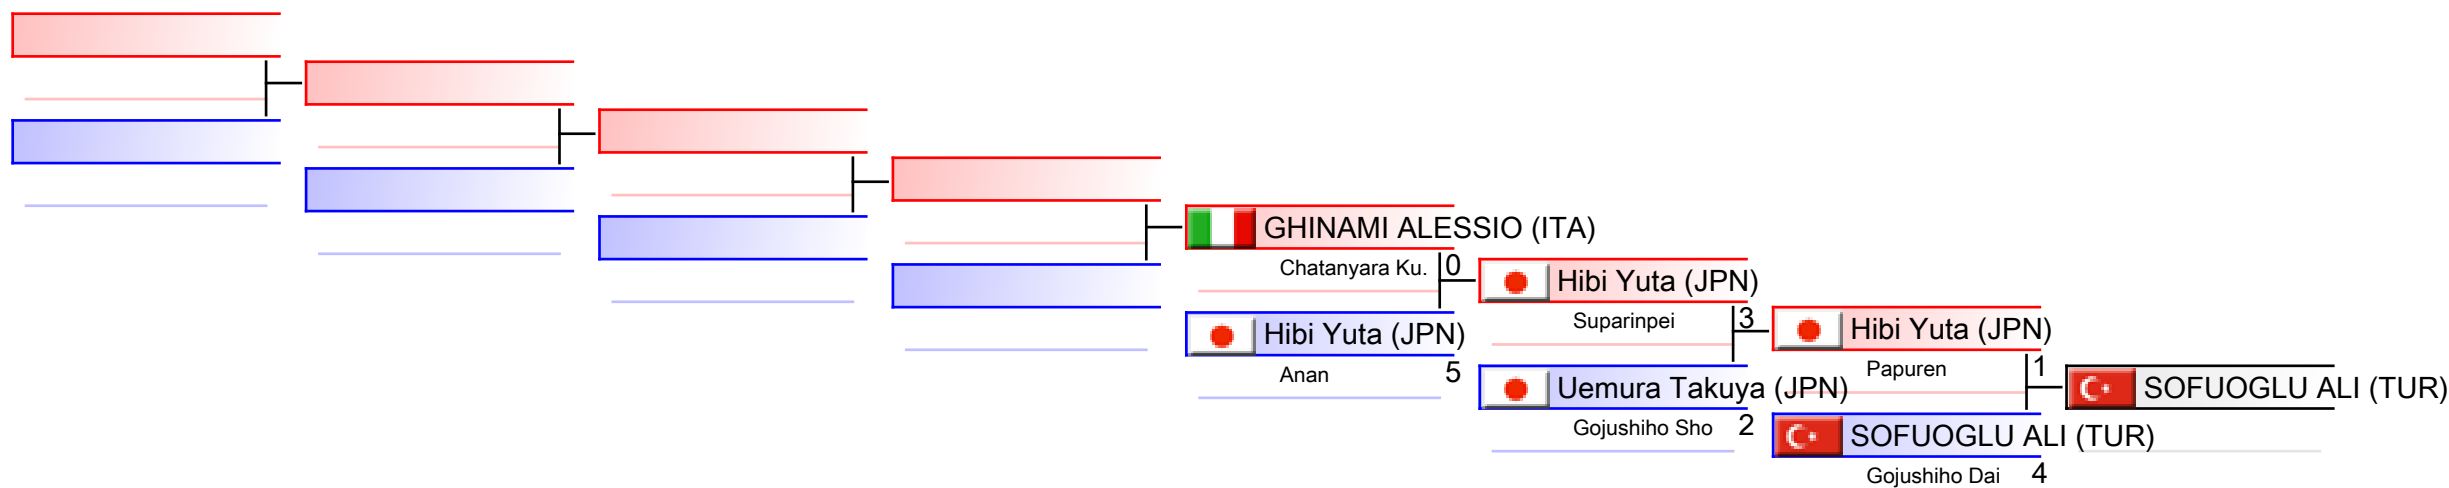 GHINAMI ALESSIO (ITA)
Chatanyara Ku. 0
Hibi Yuta (JPN)
Anan 5
Hibi Yuta (JPN)
Suparinpei 3
Uemura Takuya (JPN)
Gojushiho Sho 2
Hibi Yuta (JPN)
Papuren 1
SOFUOGLU ALI (TUR)
Gojushiho Dai 4
SOFUOGLU ALI (TUR)